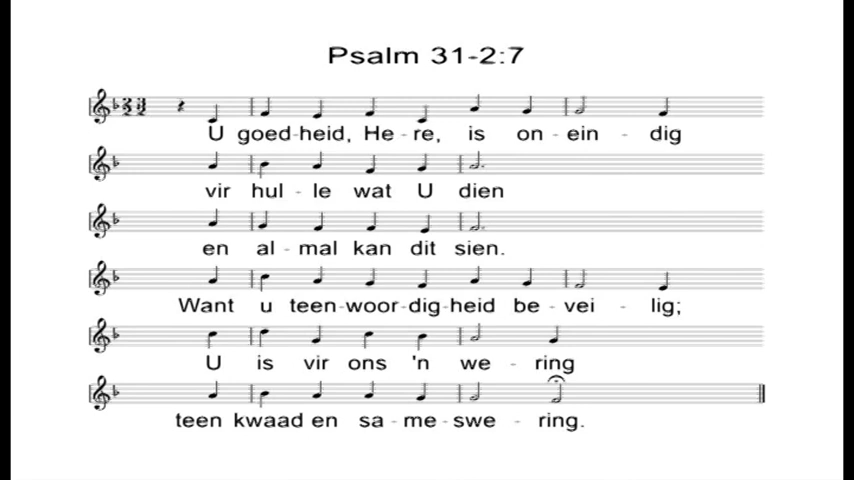 Psalm 31-2:7
U goed-heid, He-re, is on-ein-dig
vir hul-le wat U dien
en al-mal kan dit sien.
Want u teen-woor-dig-heid be-vei-lig;
U is vir ons 'n we-ring
teen kwaad en sa-me-swe-ring.